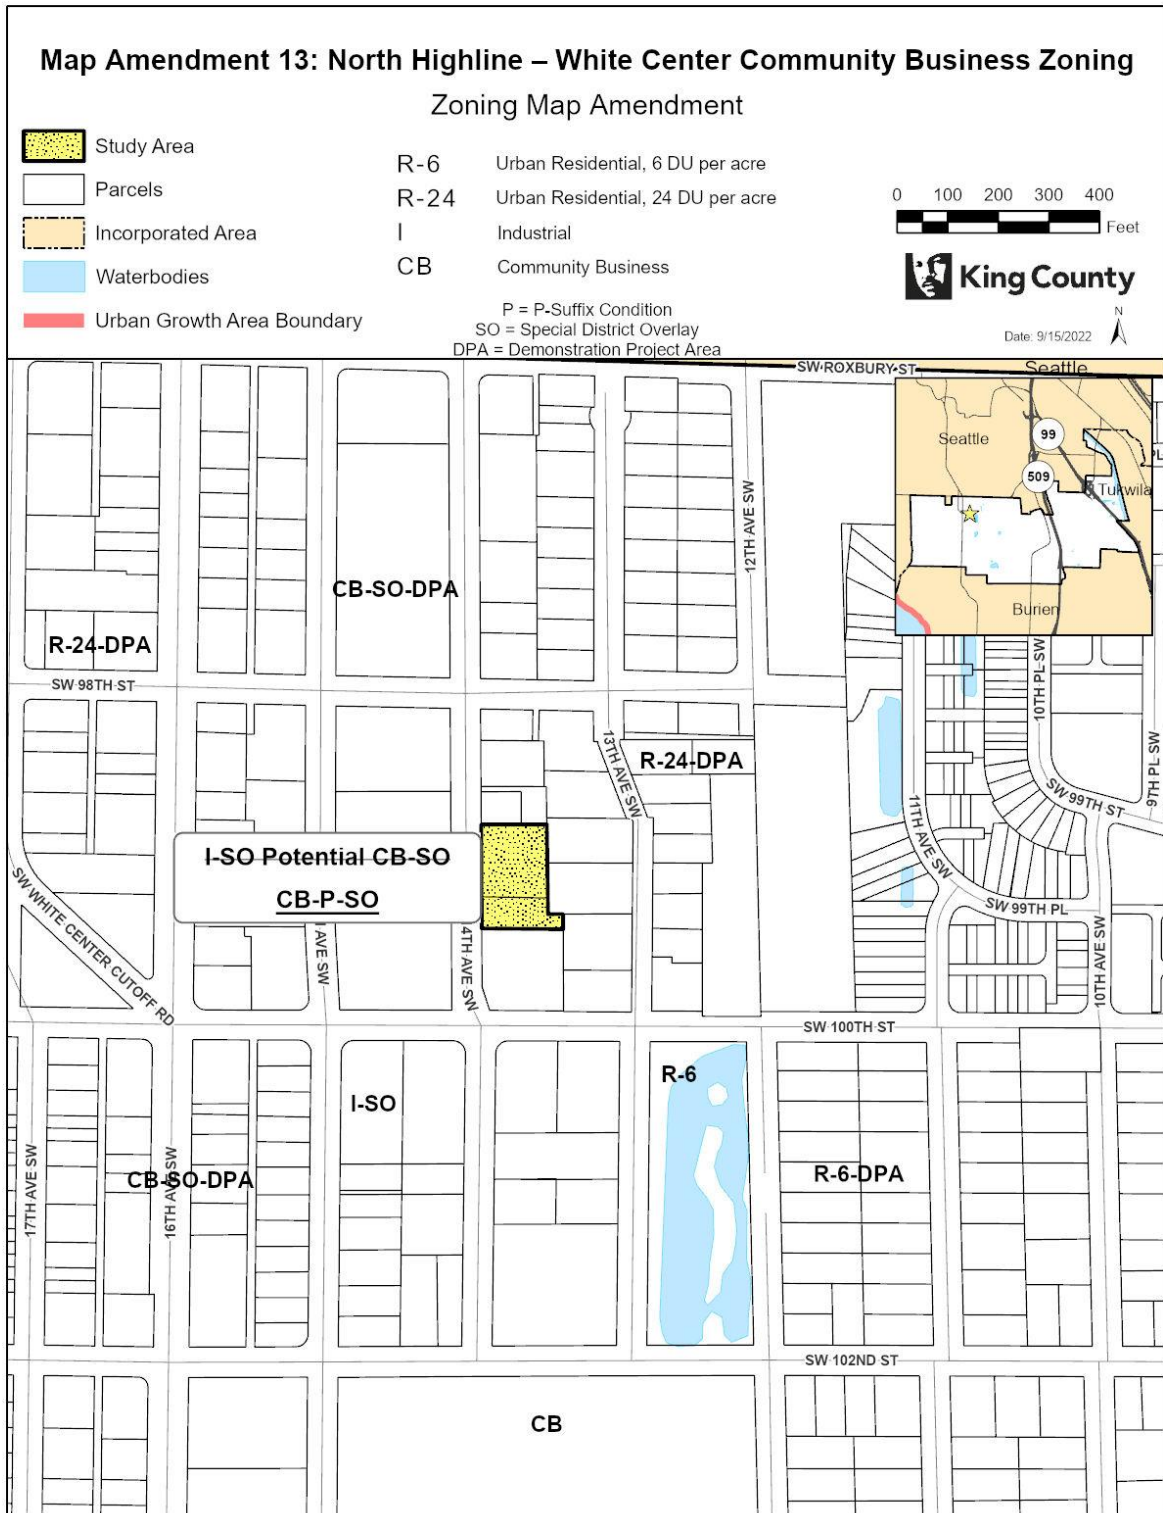 Map Amendment 13: North Highline – White Center Community Business Zoning
Zoning Map Amendment
Study Area
Parcels
Incorporated Area
Waterbodies
Urban Growth Area Boundary
R-6 Urban Residential, 6 DU per acre
R-24 Urban Residential, 24 DU per acre
I Industrial
CB Community Business
P = P-Suffix Condition
SO = Special District Overlay
DPA = Demonstration Project Area
0 100 200 300 400
Feet
King County
N
Date: 9/15/2022
SW ROXBURY ST
Seattle
Seattle
99
509
Tukwila
Burien
PL
12TH AVE SW
CB-SO-DPA
R-24-DPA
SW 98TH ST
10TH PL SW
9TH PL SW
13TH AVE SW
R-24-DPA
SW 99TH ST
11TH AVE SW
I-SO Potential CB-SO
CB-P-SO
SW WHITE CENTER CUTOFF RD
AVE SW
4TH AVE SW
SW 99TH PL
10TH AVE SW
SW 100TH ST
R-6
I-SO
17TH AVE SW
16TH AVE SW
CB-SO-DPA
R-6-DPA
SW 102ND ST
CB